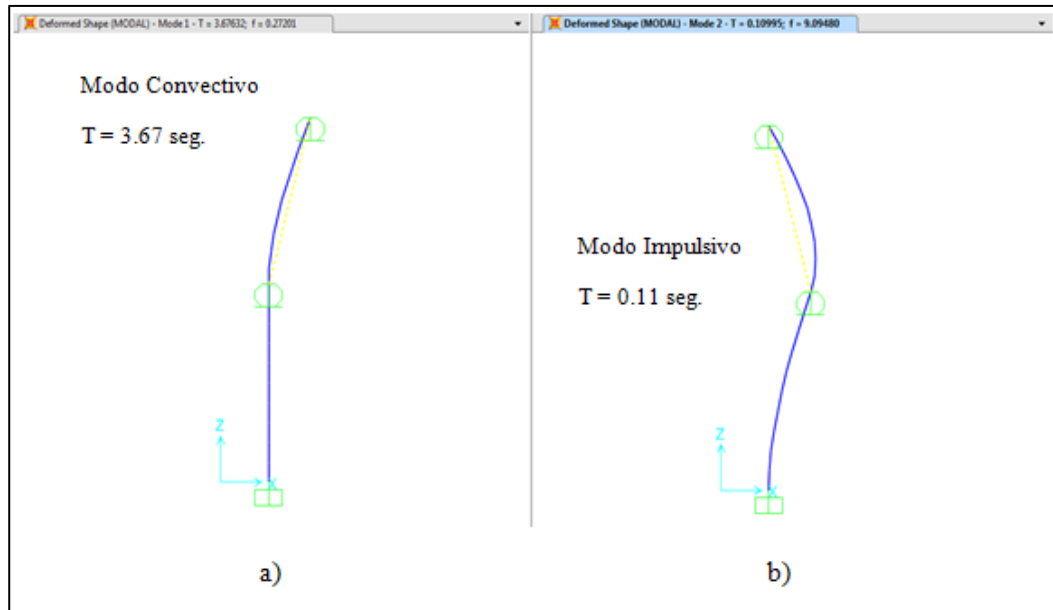 Deformed Shape (MODAL) - Mode 1 - T = 3.67632; f = 0.27201
Deformed Shape (MODAL) - Mode 2 - T = 0.10995; f = 9.09480
Modo Convectivo
T = 3.67 seg.
Modo Impulsivo
T = 0.11 seg.
Z
X
Z
X
a)
b)